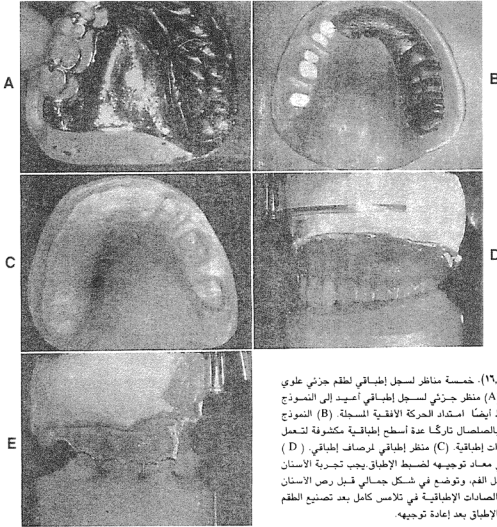 A
B
C
D
E
١٦). خمسة مناظر لسجل إطباقي لطقم جزئي علوي
A) منظر جزئي لسجل إطباقي أعيد إلى النموذج
أيضًا امتداد الحركة الأفقية المسجلة. (B) النموذج
بالصلصال تاركًا عدة أسطح إطباقية مكشوفة لتعمل
ات إطباقية. (C) منظر إطباقي لمرصاف إطباقي. ( D )
معاد توجيهه لضبط الإطباق.يجب تجربة الأسنان
ل الفم، وتوضع في شكل جمالي قبل رص الأسنان
الصادات الإطباقية في تلامس كامل بعد تصنيع الطقم
الإطباق بعد إعادة توجيهه.